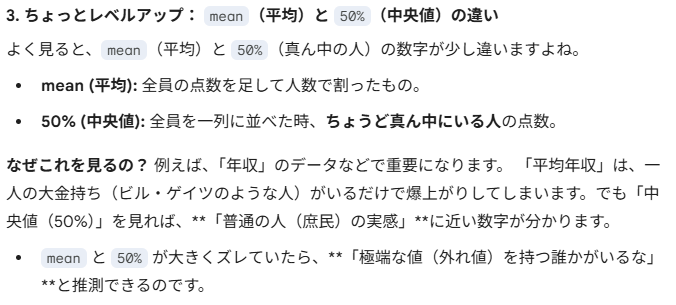 3. ちょっとレベルアップ： mean （平均）と 50% （中央値）の違い
よく見ると、 mean （平均）と 50% （真ん中の人）の数字が少し違いますよね。
• mean (平均): 全員の点数を足して人数で割ったもの。
• 50% (中央値): 全員を一列に並べた時、ちょうど真ん中にいる人の点数。
なぜこれを見るの？ 例えば、「年収」のデータなどで重要になります。 「平均年収」は、一
人の大金持ち（ビル・ゲイツのような人）がいるだけで爆上がりしてしまいます。でも「中
央値（50%）」を見れば、**「普通の人（庶民）の実感」**に近い数字が分かります。
• mean と 50% が大きくズレていたら、**「極端な値（外れ値）を持つ誰かがいるな」
**と推測できるのです。